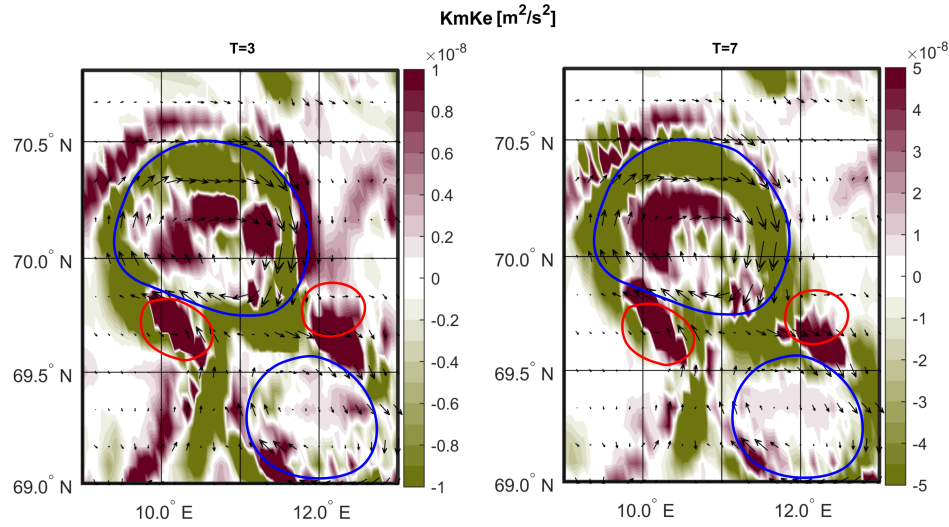 KmKe [m²/s²]
T=3
T=7
×10⁻⁸
×10⁻⁸
70.5° N
70.0° N
69.5° N
69.0° N
10.0° E
12.0° E
1
0.8
0.6
0.4
0.2
0
-0.2
-0.4
-0.6
-0.8
-1
70.5° N
70.0° N
69.5° N
69.0° N
10.0° E
12.0° E
5
4
3
2
1
0
-1
-2
-3
-4
-5